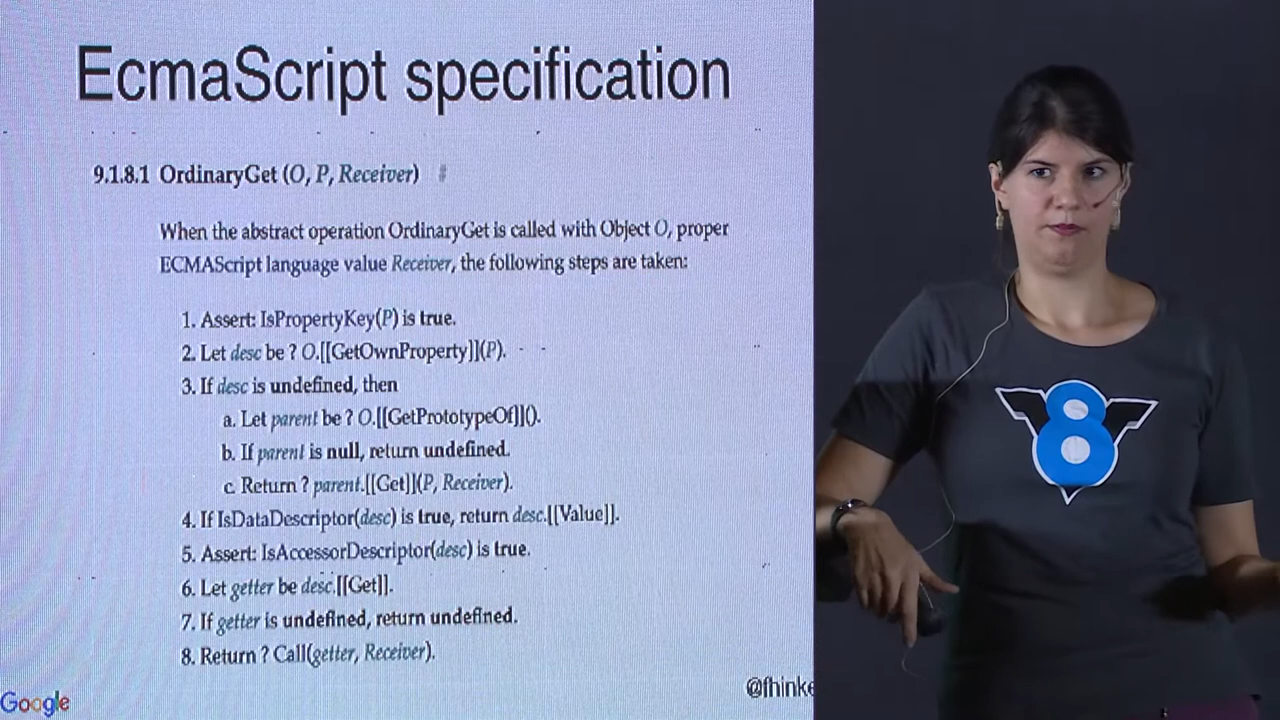 EcmaScript specification
9.1.8.1 OrdinaryGet (O, P, Receiver) #
When the abstract operation OrdinaryGet is called with Object O, proper
ECMAScript language value Receiver, the following steps are taken:
1. Assert: IsPropertyKey(P) is true.
2. Let desc be ? O.[[GetOwnProperty]](P).
3. If desc is undefined, then
a. Let parent be ? O.[[GetPrototypeOf]]().
b. If parent is null, return undefined.
c. Return ? parent.[[Get]](P, Receiver).
4. If IsDataDescriptor(desc) is true, return desc.[[Value]].
5. Assert: IsAccessorDescriptor(desc) is true.
6. Let getter be desc.[[Get]].
7. If getter is undefined, return undefined.
8. Return ? Call(getter, Receiver).
Google
@fhinke
8